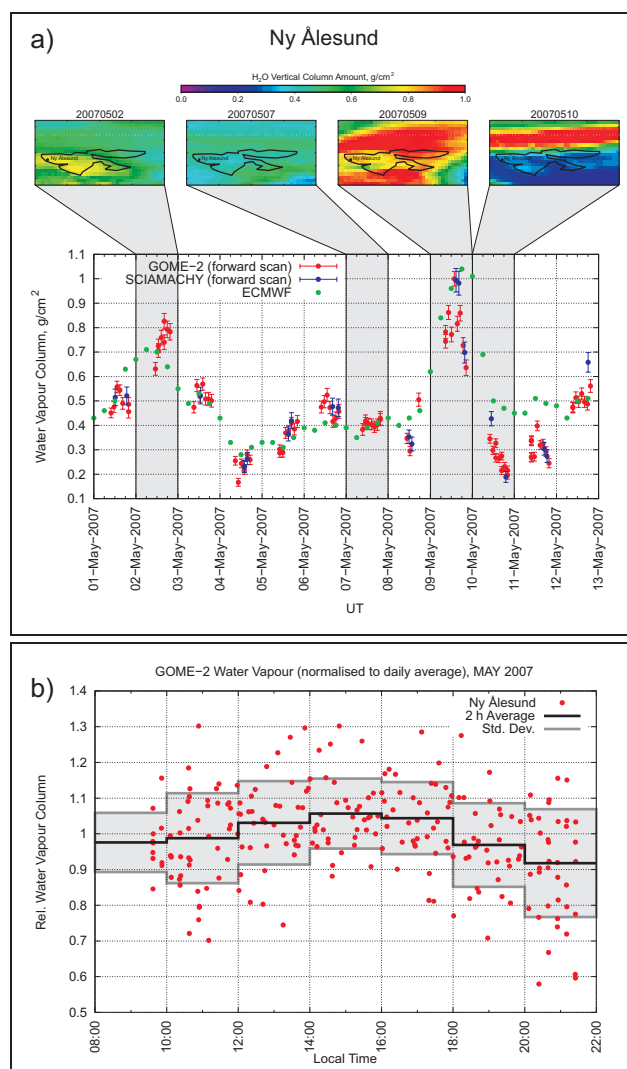 a)
Ny Ålesund
H2O Vertical Column Amount, g/cm2
0.0 0.2 0.4 0.6 0.8 1.0
20070502 20070507 20070509 20070510
Ny Ålesund Ny Ålesund Ny Ålesund Ny Ålesund
GOME−2 (forward scan)
SCIAMACHY (forward scan)
ECMWF
Water Vapour Column, g/cm2
1.1
1
0.9
0.8
0.7
0.6
0.5
0.4
0.3
0.2
0.1
01−May−2007
02−May−2007
03−May−2007
04−May−2007
05−May−2007
06−May−2007
07−May−2007
08−May−2007
09−May−2007
10−May−2007
11−May−2007
12−May−2007
13−May−2007
UT
b)
GOME−2 Water Vapour (normalised to daily average), MAY 2007
Ny Ålesund
2 h Average
Std. Dev.
Rel. Water Vapour Column
1.4
1.3
1.2
1.1
1
0.9
0.8
0.7
0.6
0.5
08:00
10:00
12:00
14:00
16:00
18:00
20:00
22:00
Local Time